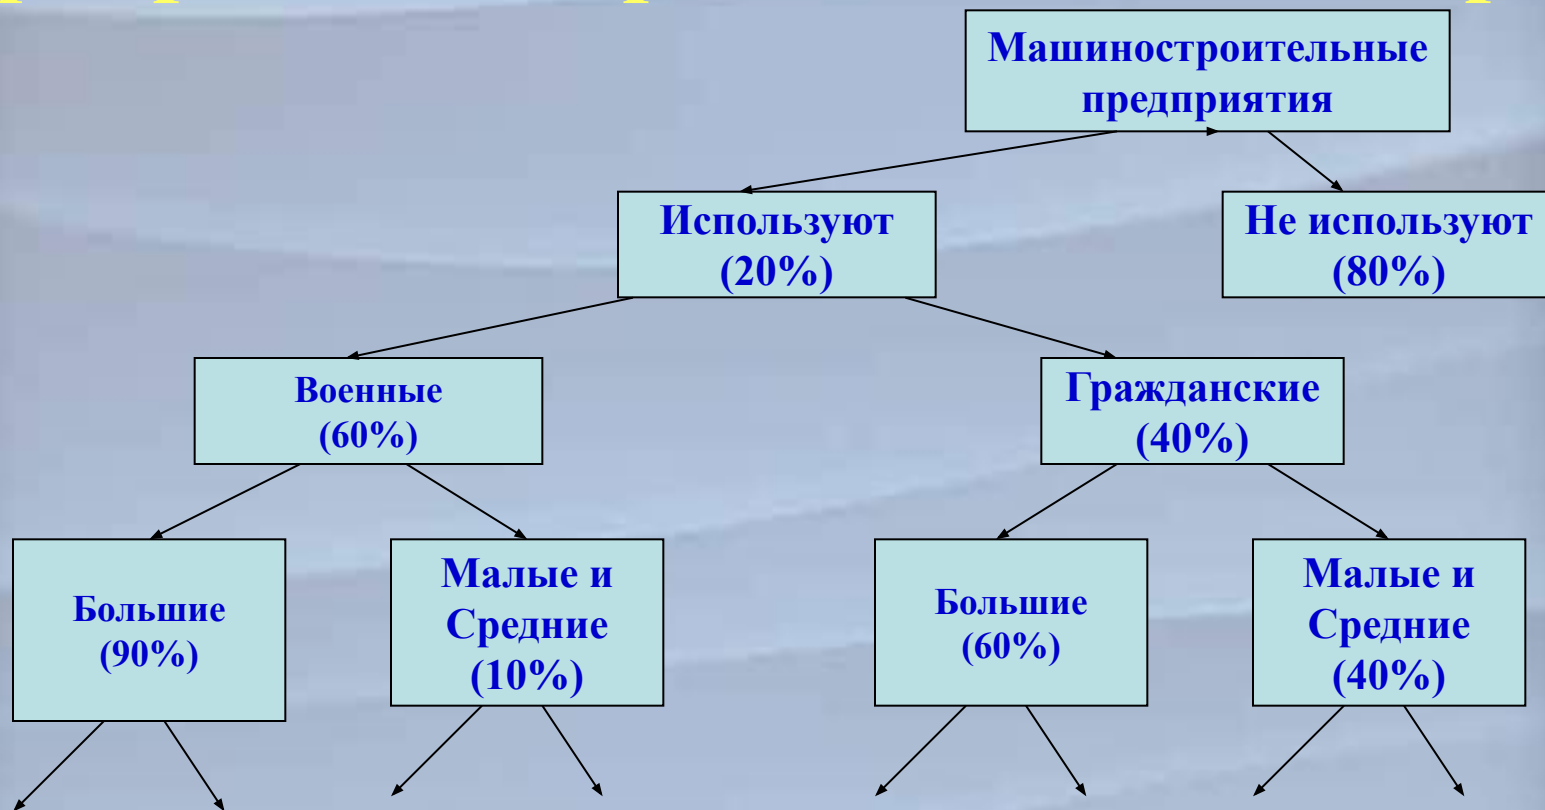 Машиностроительные
предприятия
Используют
(20%)
Не используют
(80%)
Военные
(60%)
Гражданские
(40%)
Большие
(90%)
Малые и
Средние
(10%)
Большие
(60%)
Малые и
Средние
(40%)